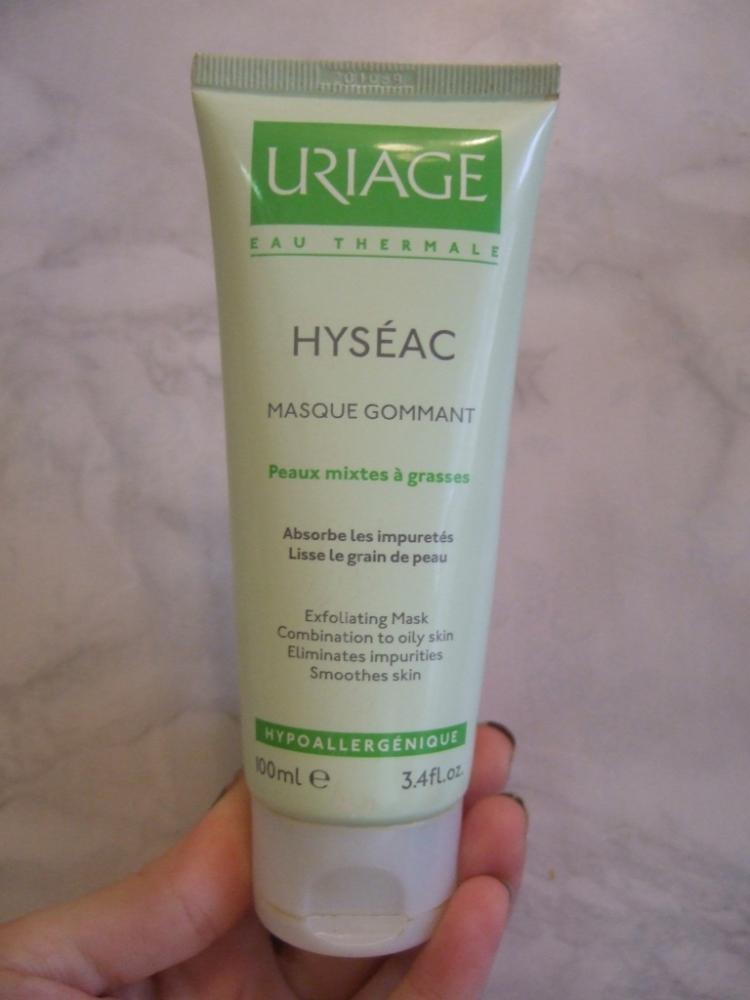 URIAGE
EAU THERMALE
HYSÉAC
MASQUE GOMMANT
Peaux mixtes à grasses
Absorbe les impuretés
Lisse le grain de peau
Exfoliating Mask
Combination to oily skin
Eliminates impurities
Smoothes skin
HYPOALLERGÉNIQUE
100ml e 3.4fl.oz.